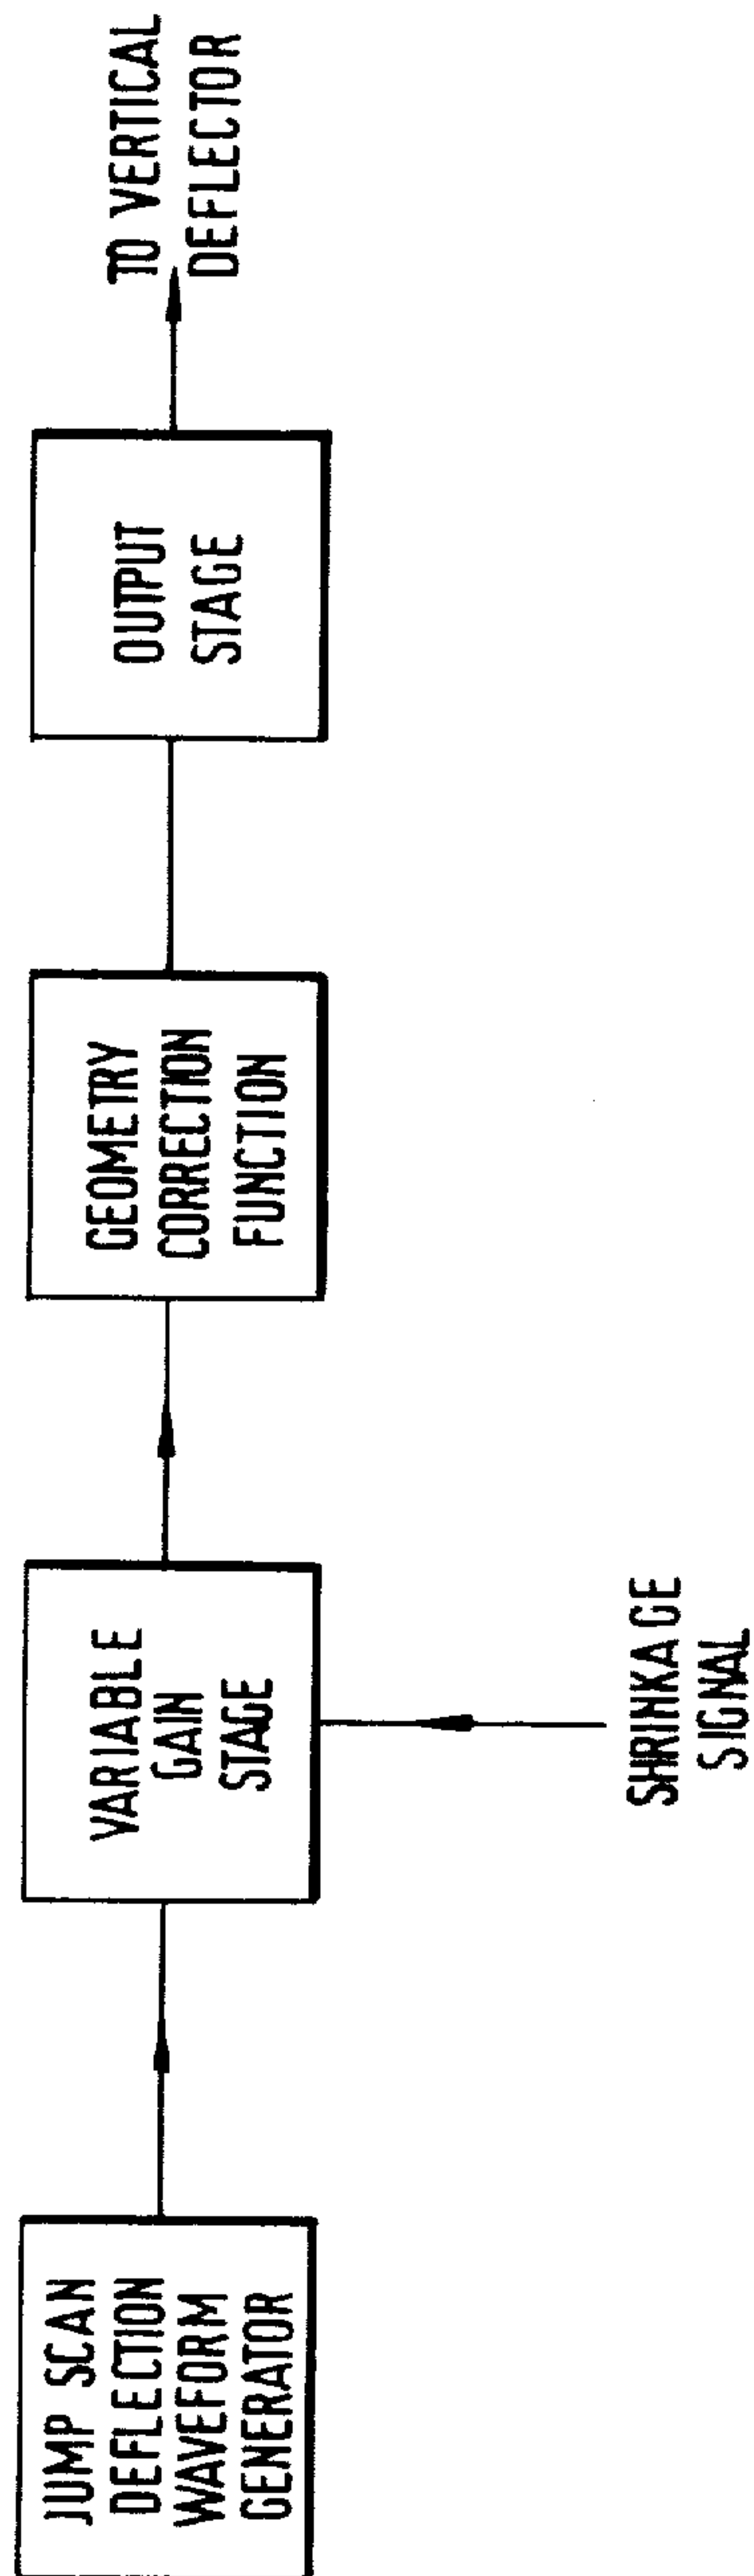 JUMP SCAN
DEFLECTION
WAVEFORM
GENERATOR
VARIABLE
GAIN
STAGE
SHRINKAGE
SIGNAL
GEOMETRY
CORRECTION
FUNCTION
OUTPUT
STAGE
TO VERTICAL
DEFLECTOR